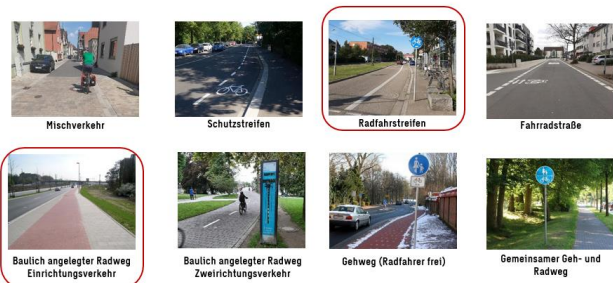 Mischverkehr
Schutzstreifen
Radfahrstreifen
Fahrradstraße
Baulich angelegter Radweg
Einrichtungsverkehr
Baulich angelegter Radweg
Zweirichtungsverkehr
Gehweg (Radfahrer frei)
Gemeinsamer Geh- und
Radweg